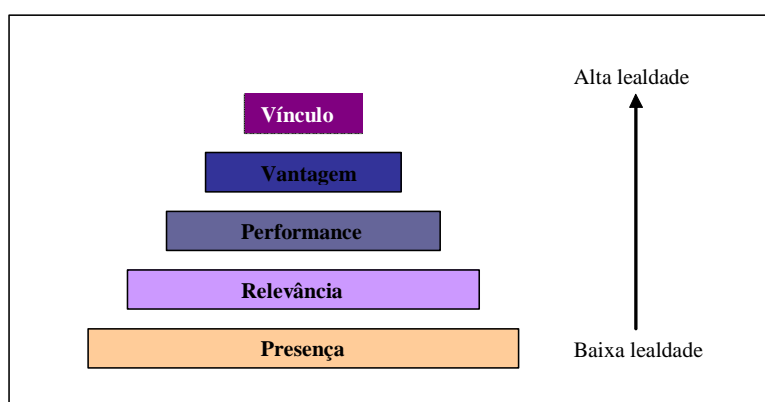 Alta lealdade
Vínculo
Vantagem
Performance
Relevância
Presença
Baixa lealdade